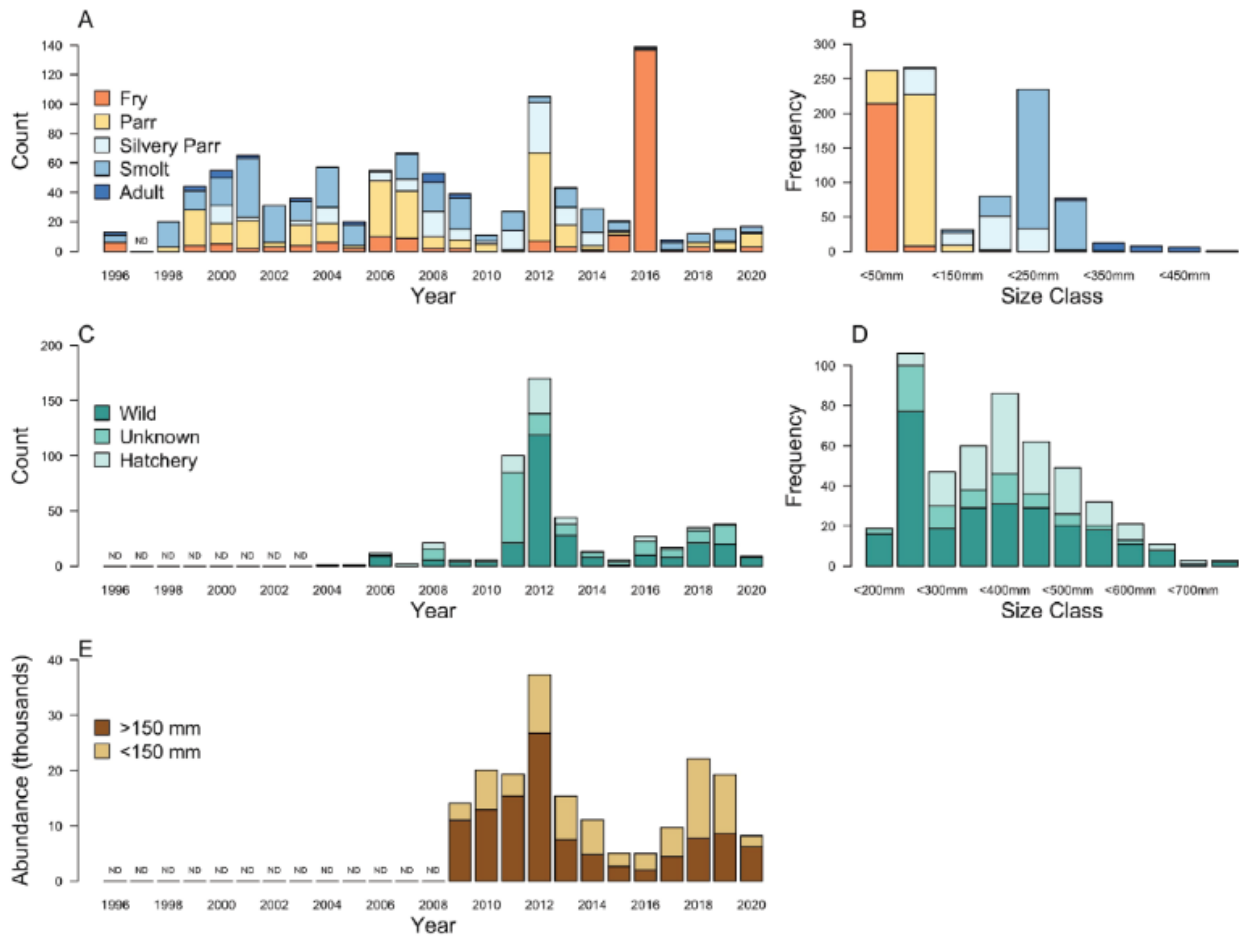 A
Count
140
120
100
80
60
40
20
0
Fry
Parr
Silvery Parr
Smolt
Adult
ND
1996 1998 2000 2002 2004 2006 2008 2010 2012 2014 2016 2018 2020
Year
B
Frequency
300
250
200
150
100
50
0
<50mm <150mm <250mm <350mm <450mm
Size Class
C
Count
200
150
100
50
0
Wild
Unknown
Hatchery
ND ND ND ND ND ND ND ND
1996 1998 2000 2002 2004 2006 2008 2010 2012 2014 2016 2018 2020
Year
D
Frequency
100
80
60
40
20
0
<200mm <300mm <400mm <500mm <600mm <700mm
Size Class
E
Abundance (thousands)
40
30
20
10
0
>150 mm
<150 mm
ND ND ND ND ND ND ND ND ND ND ND ND ND
1996 1998 2000 2002 2004 2006 2008 2010 2012 2014 2016 2018 2020
Year